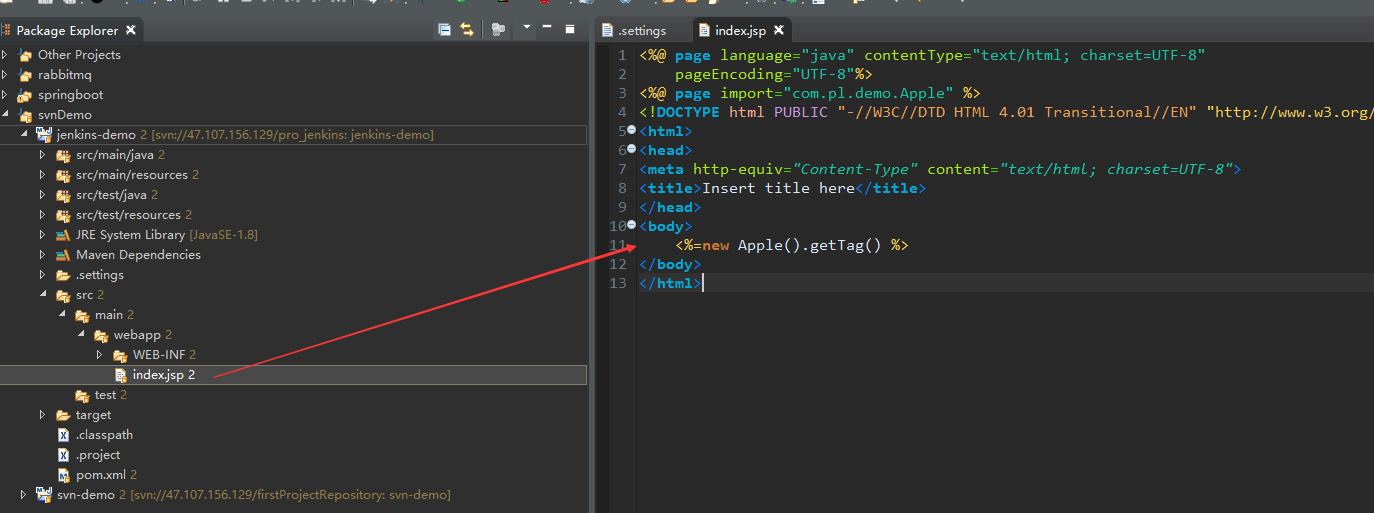 Package Explorer
Other Projects
rabbitmq
springboot
svnDemo
jenkins-demo 2 [svn://47.107.156.129/pro_jenkins: jenkins-demo]
src/main/java 2
src/main/resources 2
src/test/java 2
src/test/resources 2
JRE System Library [JavaSE-1.8]
Maven Dependencies
.settings
src 2
main 2
webapp 2
WEB-INF 2
index.jsp 2
test 2
target
.classpath
.project
pom.xml 2
svn-demo 2 [svn://47.107.156.129/firstProjectRepository: svn-demo]
.settings
index.jsp
1 <%@ page language="java" contentType="text/html; charset=UTF-8"
2     pageEncoding="UTF-8"%>
3 <%@ page import="com.pl.demo.Apple" %>
4 <!DOCTYPE html PUBLIC "-//W3C//DTD HTML 4.01 Transitional//EN" "http://www.w3.org/
5 <html>
6 <head>
7 <meta http-equiv="Content-Type" content="text/html; charset=UTF-8">
8 <title>Insert title here</title>
9 </head>
10 <body>
11     <%=new Apple().getTag() %>
12 </body>
13 </html>